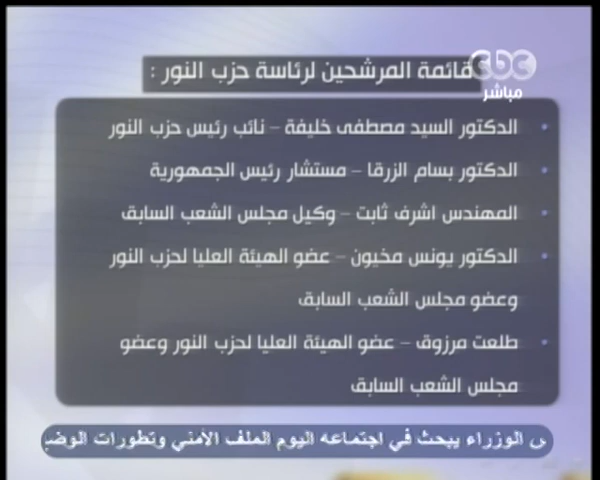 قائمة المرشحين لرئاسة حزب النور :
cbc
مباشر
• الدكتور السيد مصطفى خليفة – نائب رئيس حزب النور
• الدكتور بسام الزرقا – مستشار رئيس الجمهورية
• المهندس اشرف ثابت – وكيل مجلس الشعب السابق
• الدكتور يونس مخيون – عضو الهيئة العليا لحزب النور
وعضو مجلس الشعب السابق
• طلعت مرزوق – عضو الهيئة العليا لحزب النور وعضو
مجلس الشعب السابق
الوزراء يبحث في اجتماعه اليوم الملف الأمني وتطورات